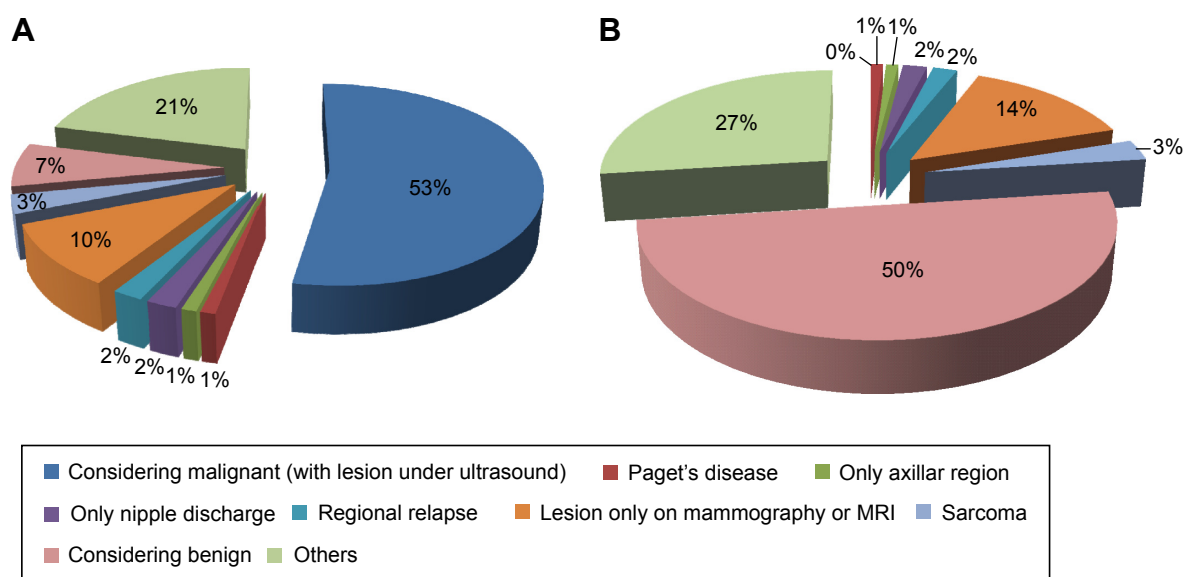 A
21%
7%
3%
10%
2%
2%
1%
1%
53%
B
0%
1%
1%
2%
2%
14%
3%
27%
50%
Considering malignant (with lesion under ultrasound)
Paget’s disease
Only axillar region
Only nipple discharge
Regional relapse
Lesion only on mammography or MRI
Sarcoma
Considering benign
Others